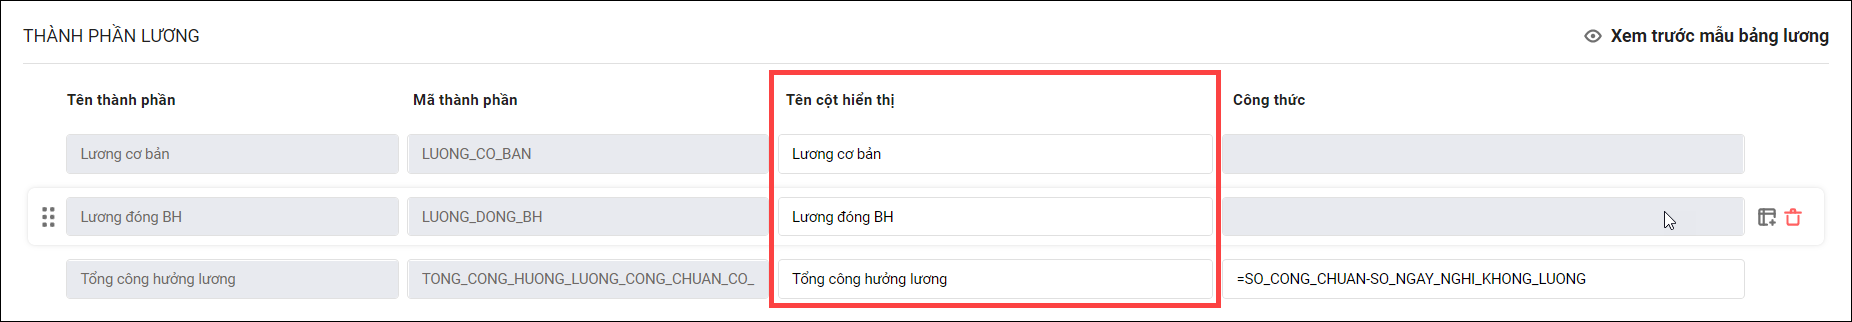 THÀNH PHẦN LƯƠNG
Xem trước mẫu bảng lương
Tên thành phần
Mã thành phần
Tên cột hiển thị
Công thức
Lương cơ bản
LUONG_CO_BAN
Lương cơ bản
Lương đóng BH
LUONG_DONG_BH
Lương đóng BH
Tổng công hưởng lương
TONG_CONG_HUONG_LUONG_CONG_CHUAN_CO_
Tổng công hưởng lương
=SO_CONG_CHUAN-SO_NGAY_NGHI_KHONG_LUONG